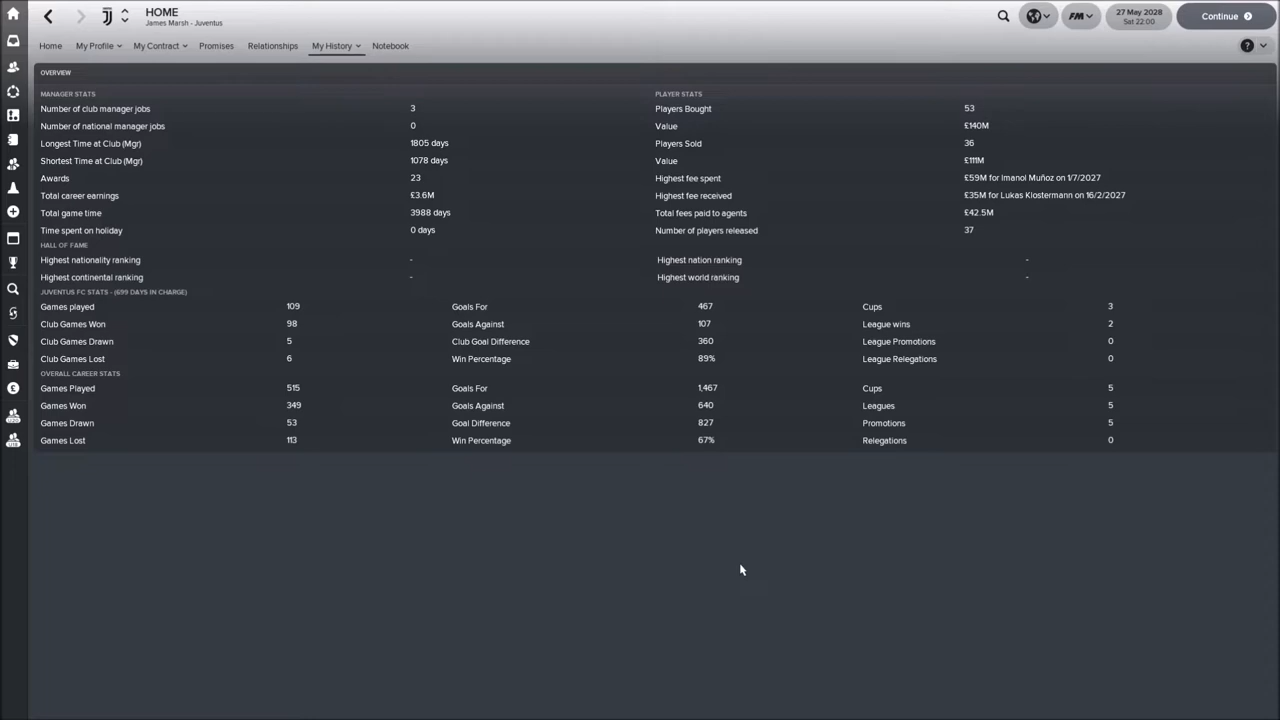 HOME
James Marsh - Juventus
FM
27 May 2028
Sat 22:00
Continue
Home My Profile My Contract Promises Relationships My History Notebook
?
OVERVIEW
MANAGER STATS
Number of club manager jobs 3
Number of national manager jobs 0
Longest Time at Club (Mgr) 1805 days
Shortest Time at Club (Mgr) 1078 days
Awards 23
Total career earnings £3.6M
Total game time 3988 days
Time spent on holiday 0 days
PLAYER STATS
Players Bought 53
Value £140M
Players Sold 36
Value £111M
Highest fee spent £59M for Imanol Muñoz on 1/7/2027
Highest fee received £35M for Lukas Klostermann on 16/2/2027
Total fees paid to agents £42.5M
Number of players released 37
HALL OF FAME
Highest nationality ranking - Highest nation ranking -
Highest continental ranking - Highest world ranking -
JUVENTUS FC STATS - (699 DAYS IN CHARGE)
Games played 109 Goals For 467 Cups 3
Club Games Won 98 Goals Against 107 League wins 2
Club Games Drawn 5 Club Goal Difference 360 League Promotions 0
Club Games Lost 6 Win Percentage 89% League Relegations 0
OVERALL CAREER STATS
Games Played 515 Goals For 1,467 Cups 5
Games Won 349 Goals Against 640 Leagues 5
Games Drawn 53 Goal Difference 827 Promotions 5
Games Lost 113 Win Percentage 67% Relegations 0